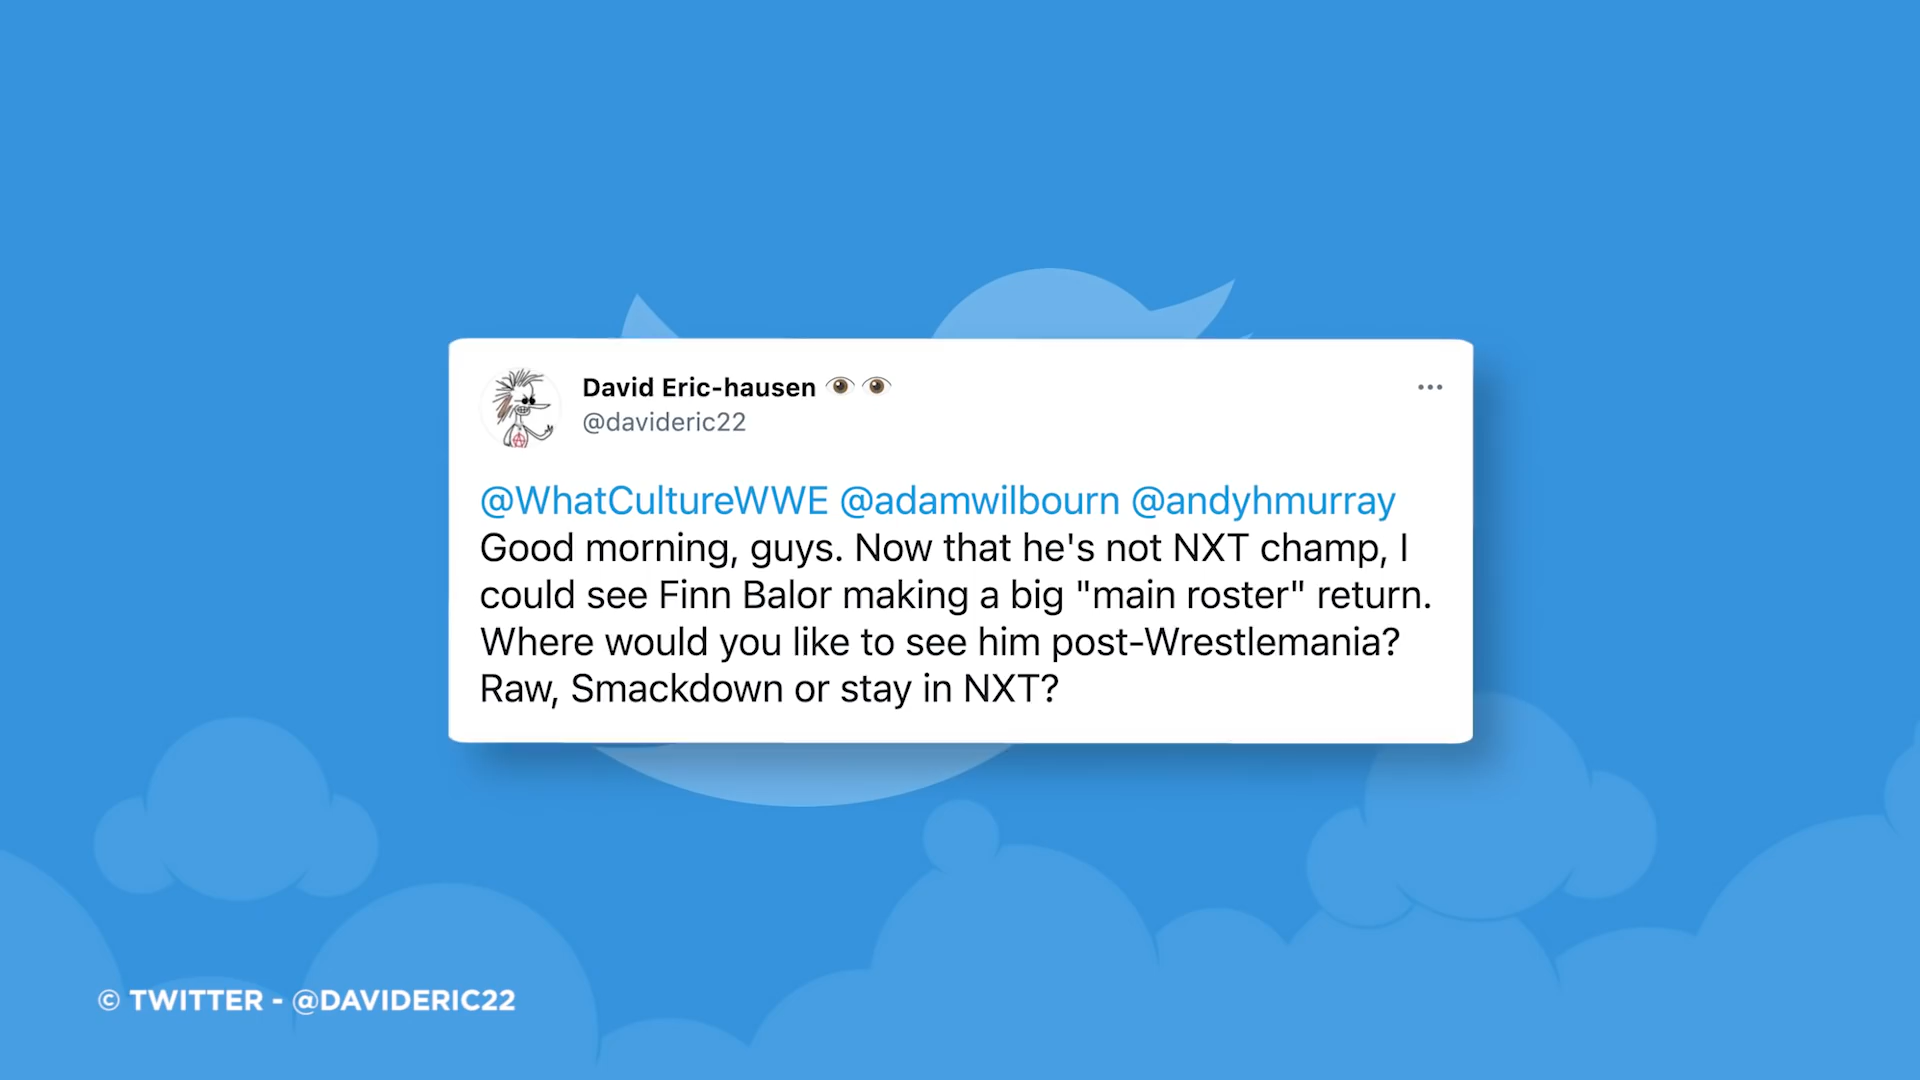 David Eric-hausen 👁️👁️
@davideric22
@WhatCultureWWE @adamwilbourn @andyhmurray
Good morning, guys. Now that he's not NXT champ, I
could see Finn Balor making a big "main roster" return.
Where would you like to see him post-Wrestlemania?
Raw, Smackdown or stay in NXT?
© TWITTER - @DAVIDERIC22